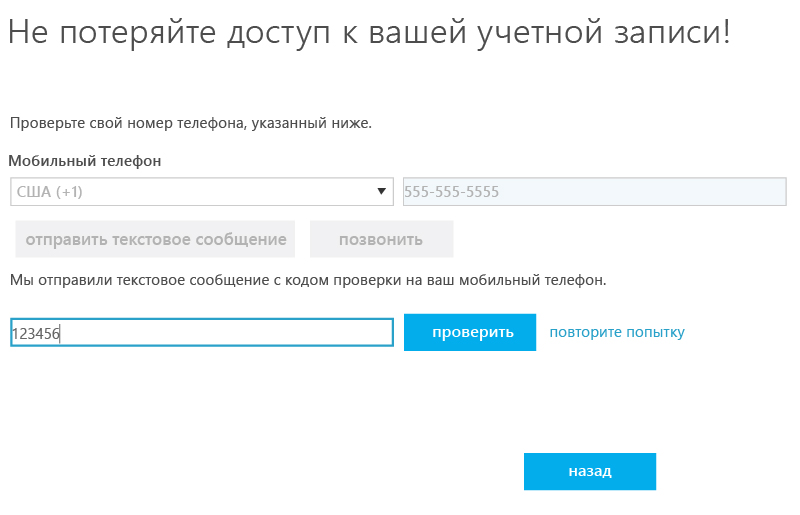 Не потеряйте доступ к вашей учетной записи!
Проверьте свой номер телефона, указанный ниже.
Мобильный телефон
США (+1) 555-555-5555
отправить текстовое сообщение позвонить
Мы отправили текстовое сообщение с кодом проверки на ваш мобильный телефон.
123456 проверить повторите попытку
назад